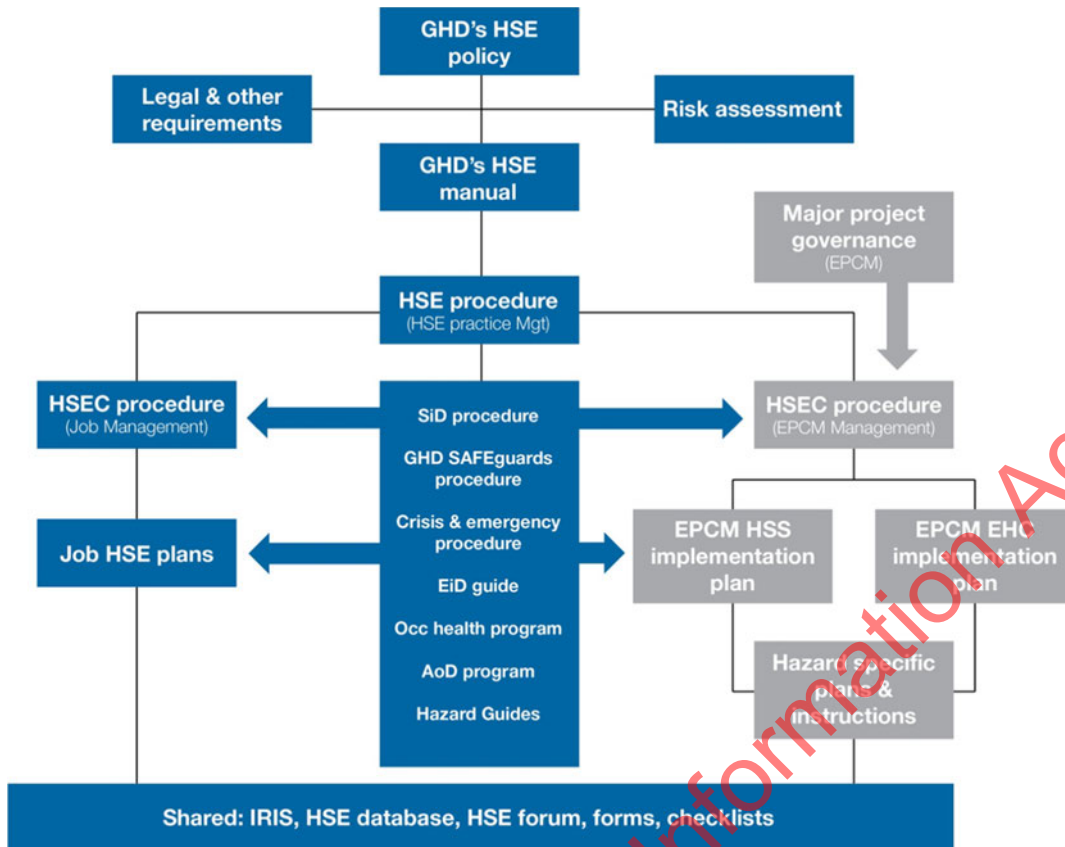 GHD's HSE
policy
Legal & other
requirements
Risk assessment
GHD's HSE
manual
Major project
governance
(EPCM)
HSE procedure
(HSE practice Mgt)
HSEC procedure
(Job Management)
SiD procedure
GHD SAFEguards
procedure
Crisis & emergency
procedure
EiD guide
Occ health program
AoD program
Hazard Guides
HSEC procedure
(EPCM Management)
Job HSE plans
EPCM HSS
implementation
plan
EPCM EHC
implementation
plan
Hazard specific
plans &
instructions
Shared: IRIS, HSE database, HSE forum, forms, checklists
Information